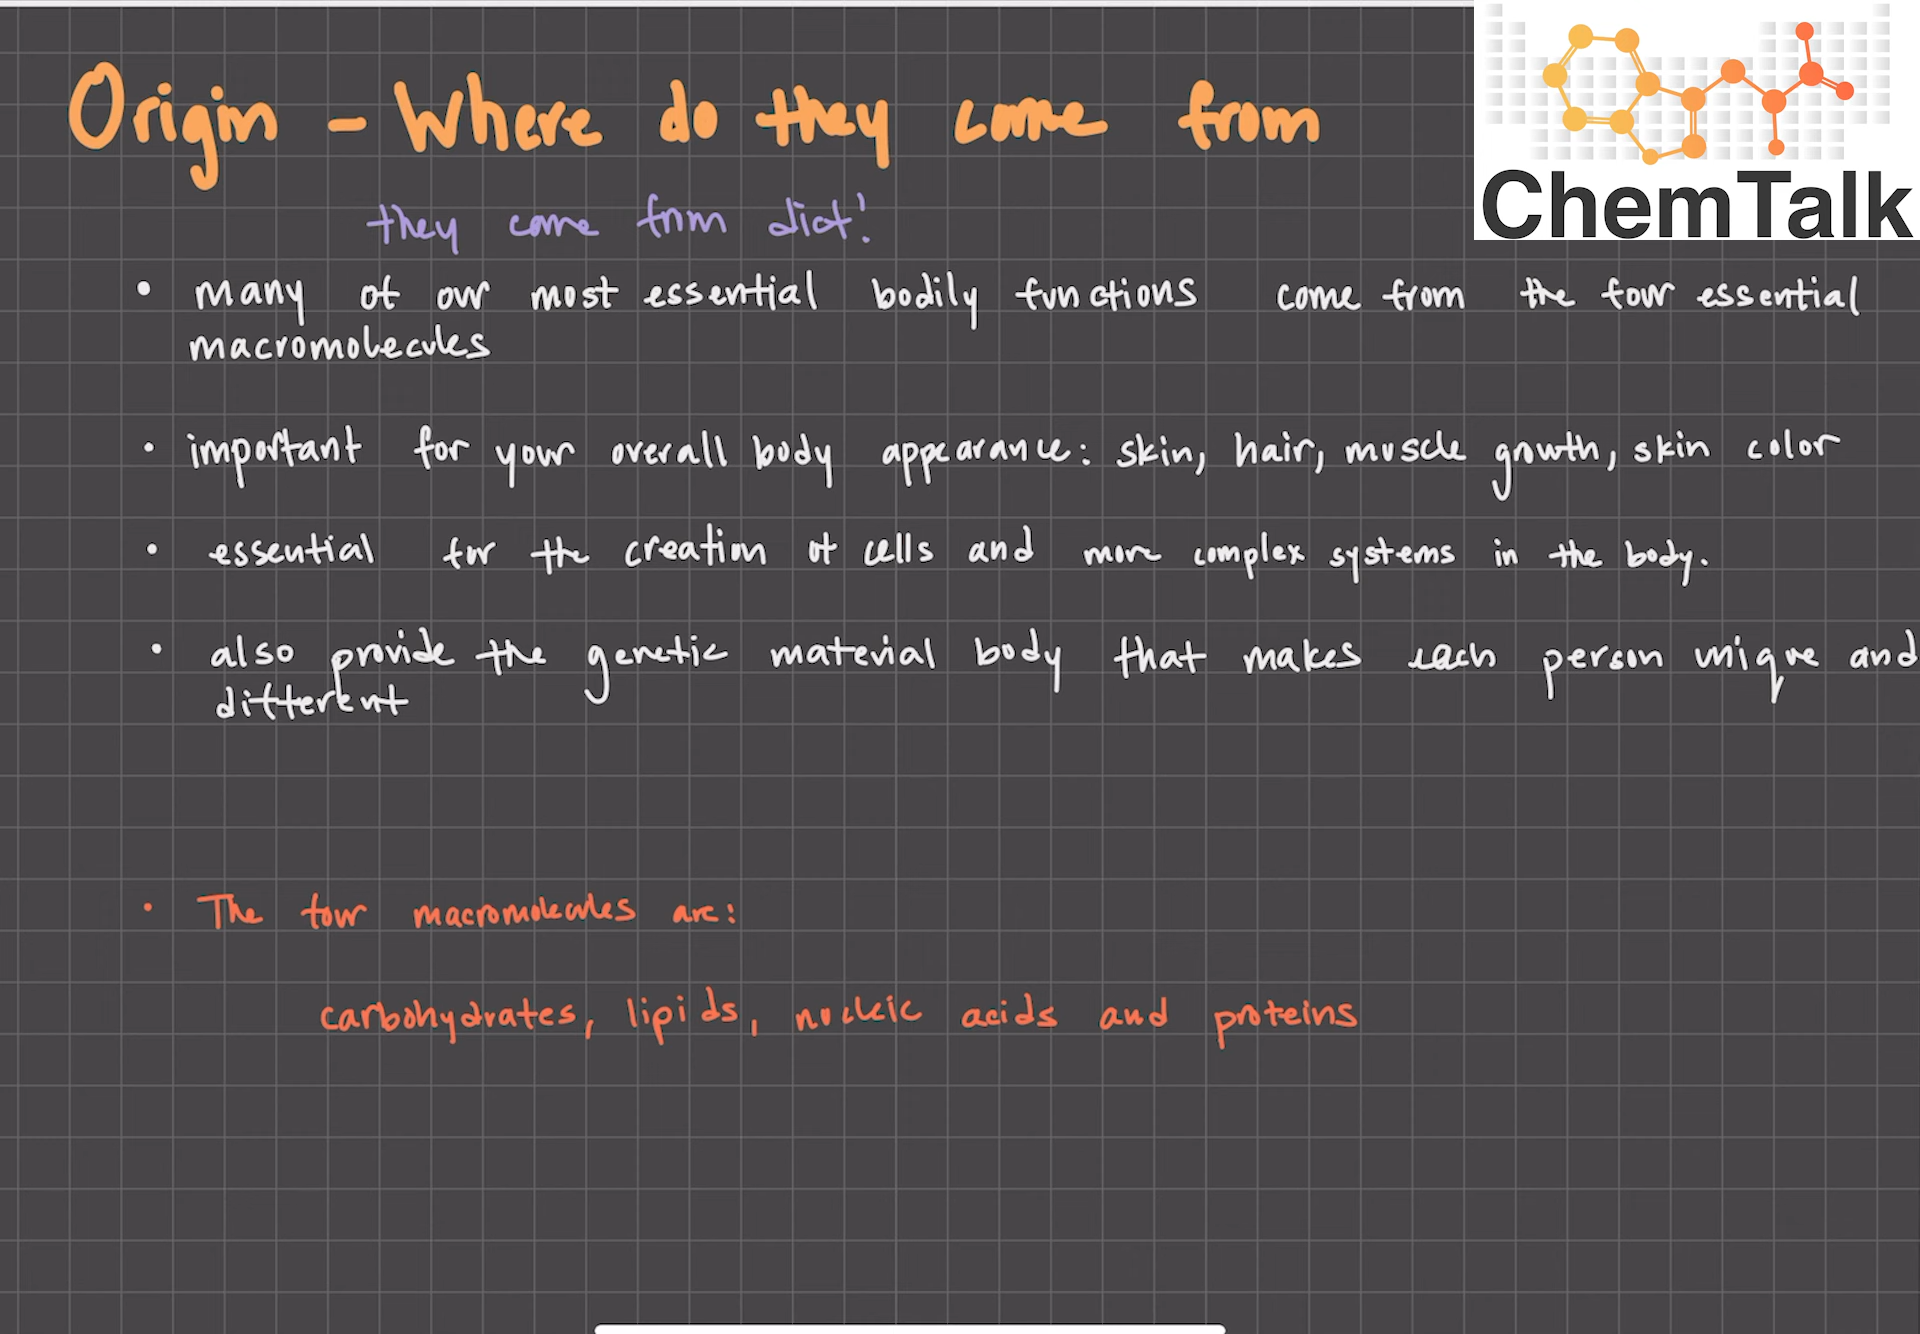 Origin - Where do they come from
ChemTalk
they come from diet!
• many of our most essential bodily functions come from the four essential
macromolecules
• important for your overall body appearance: skin, hair, muscle growth, skin color
• essential for the creation of cells and more complex systems in the body.
• also provide the genetic material body that makes each person unique and
different
• The four macromolecules are:
carbohydrates, lipids, nucleic acids and proteins